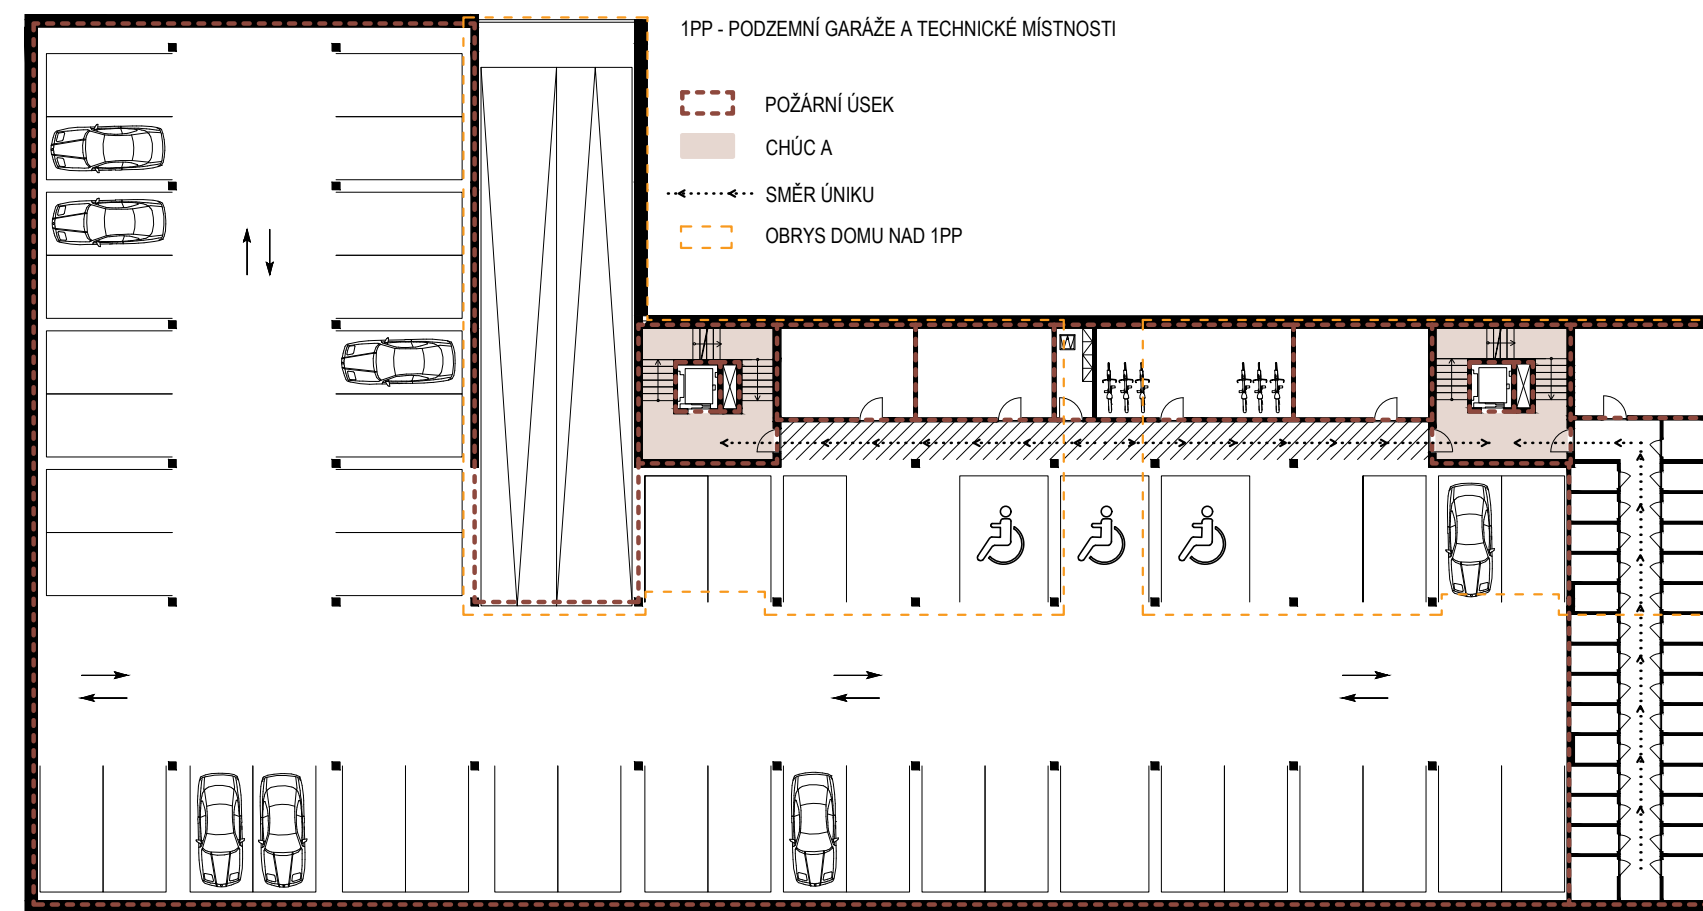 1PP - PODZEMNÍ GARÁŽE A TECHNICKÉ MÍSTNOSTI
POŽÁRNÍ ÚSEK
CHÚC A
SMĚR ÚNIKU
OBRYS DOMU NAD 1PP